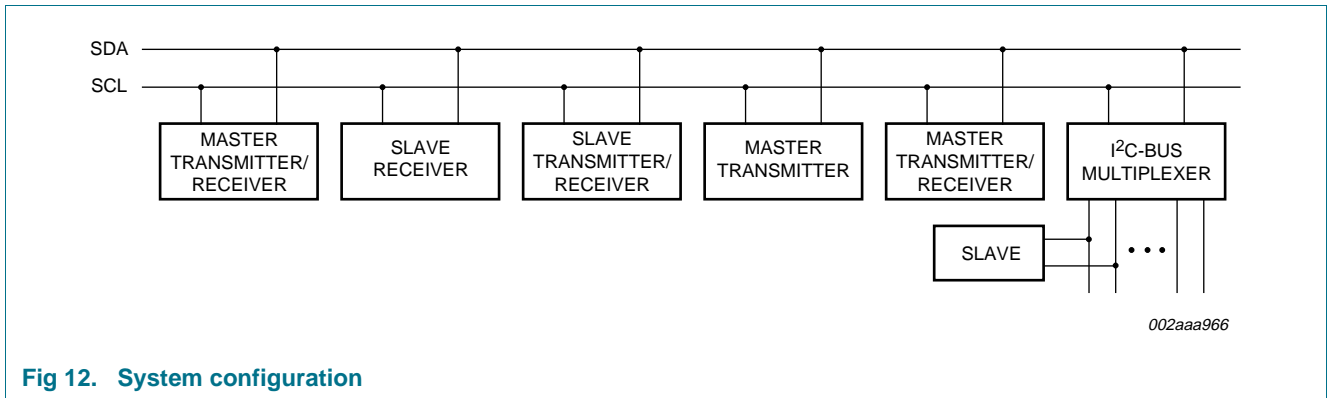 SDA
SCL
MASTER
TRANSMITTER/
RECEIVER
SLAVE
RECEIVER
SLAVE
TRANSMITTER/
RECEIVER
MASTER
TRANSMITTER
MASTER
TRANSMITTER/
RECEIVER
I²C-BUS
MULTIPLEXER
SLAVE
002aaa966
Fig 12. System configuration